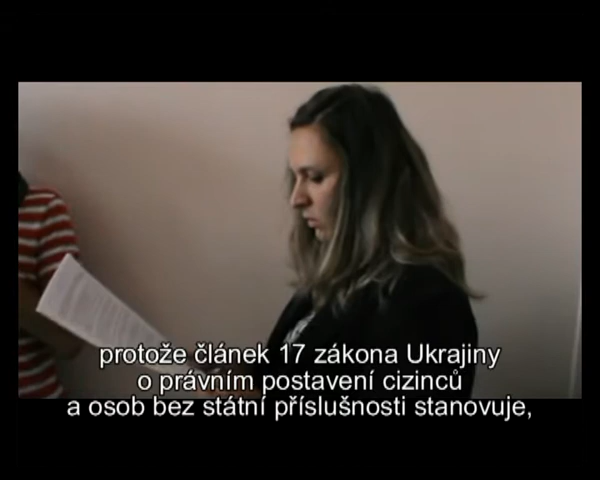 protože článek 17 zákona Ukrajiny
o právním postavení cizinců
a osob bez státní příslušnosti stanovuje,